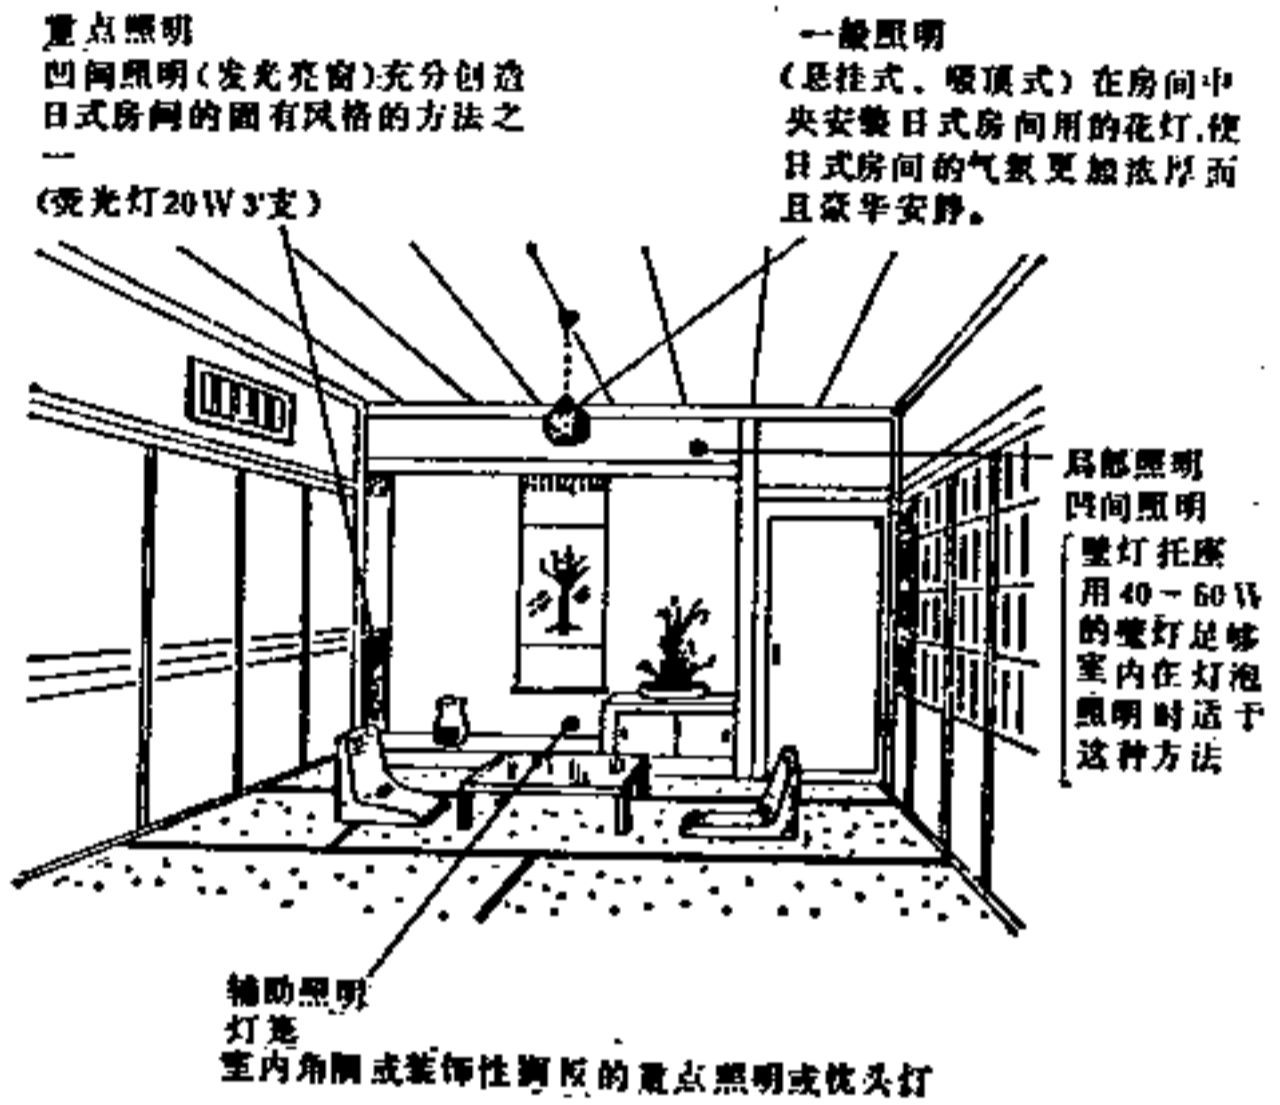 重点照明
凹间照明(发光亮窗):充分创造
日式房间的固有风格的方法之
一
(荧光灯20W 3支)
一般照明
(悬挂式、吸顶式)在房间中
央安装日式房间用的花灯,使
日式房间的气氛更加浓厚而
且豪华安静。
局部照明
凹间照明
壁灯托座
用40-60W
的壁灯足够
室内在灯泡
照明时适于
这种方法
辅助照明
灯笼
室内角隅或装饰性搁板的重点照明或枕头灯